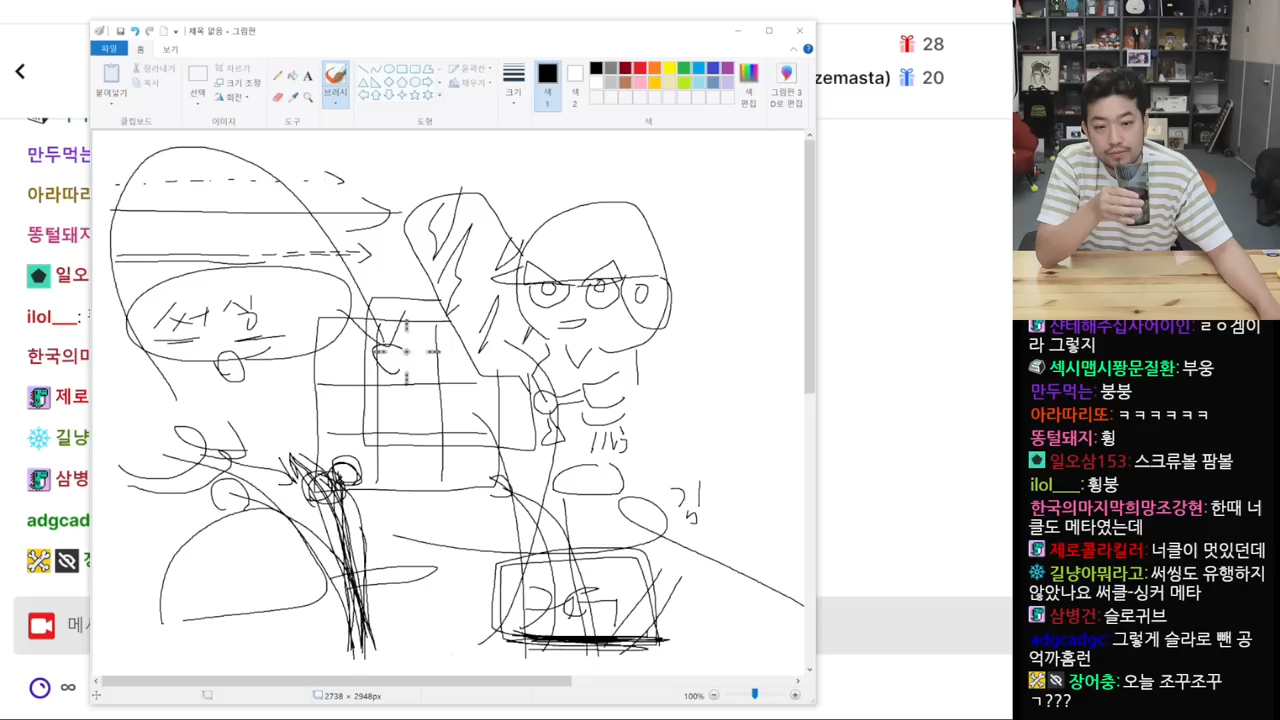 제목 없음 - 그림판
파일
홈
보기
붙여넣기
잘라내기
복사
클립보드
선택
자르기
크기 조정
회전
이미지
도구
브러시
윤곽선
채우기
도형
크기
색
1
색
2
색
편집
그림판 3
D로 편집
색
28
zemasta)
20
만두먹는
아라따리
똥털돼지
일오
ilol___:
한국의마
제로
길냥
삼병
adgcadg
메
김
2738 × 2948px
100%
샨테해주십사어이인: ㄹㅇ겜이
라 그렇지
섹시맵시쫭문질환: 부웅
만두먹는: 붕붕
아따따리또: ㅋㅋㅋㅋㅋㅋ
똥털돼지: 휭
일오삼153: 스크류볼 팜볼
ilol___: 휭붕
한국의마지막희망조강현: 한때 너
클도 메타였는데
제로콜라킬러: 너클이 멋있던데
길냥아뭐라고: 써씽도 유행하지
않았나요 써클-싱커 메타
삼병건: 슬로귀브
adgcadgc: 그렇게 슬라로 뺀 공
억까홈런
장어충: 오늘 조꾸조꾸
ㄱ???